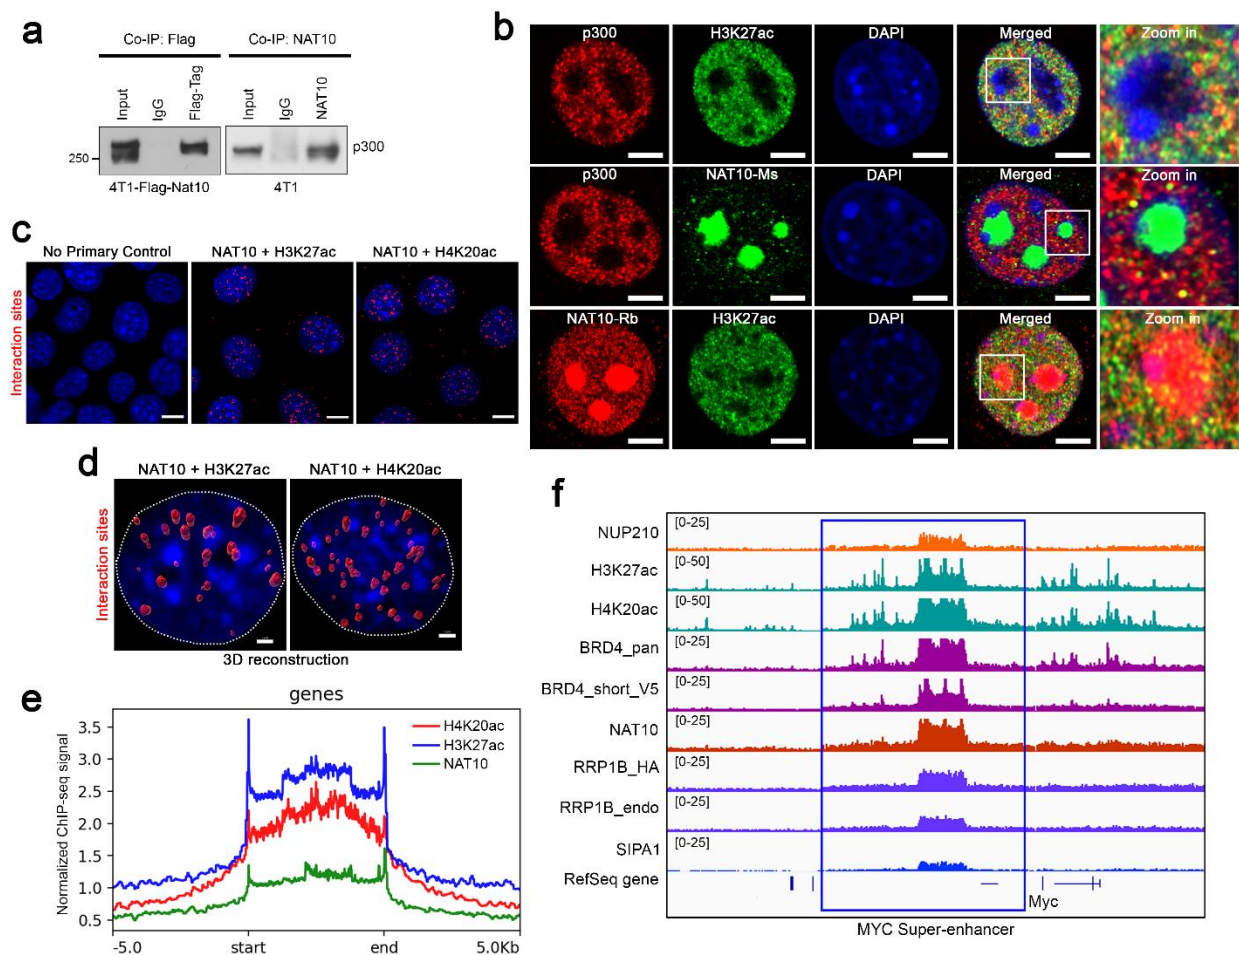 a
Co-IP: Flag
Co-IP: NAT10
Input
IgG
Flag-Tag
Input
IgG
NAT10
250
p300
4T1-Flag-Nat10
4T1
b
p300
H3K27ac
DAPI
Merged
Zoom in
p300
NAT10-Ms
DAPI
Merged
Zoom in
NAT10-Rb
H3K27ac
DAPI
Merged
Zoom in
c
No Primary Control
NAT10 + H3K27ac
NAT10 + H4K20ac
Interaction sites
d
NAT10 + H3K27ac
NAT10 + H4K20ac
Interaction sites
3D reconstruction
e
genes
Normalized ChIP-seq signal
3.5
3.0
2.5
2.0
1.5
1.0
0.5
H4K20ac
H3K27ac
NAT10
-5.0
start
end
5.0Kb
f
NUP210
[0-25]
H3K27ac
[0-50]
H4K20ac
[0-50]
BRD4_pan
[0-25]
BRD4_short_V5
[0-25]
NAT10
[0-25]
RRP1B_HA
[0-25]
RRP1B_endo
[0-25]
SIPA1
[0-25]
RefSeq gene
Myc
MYC Super-enhancer